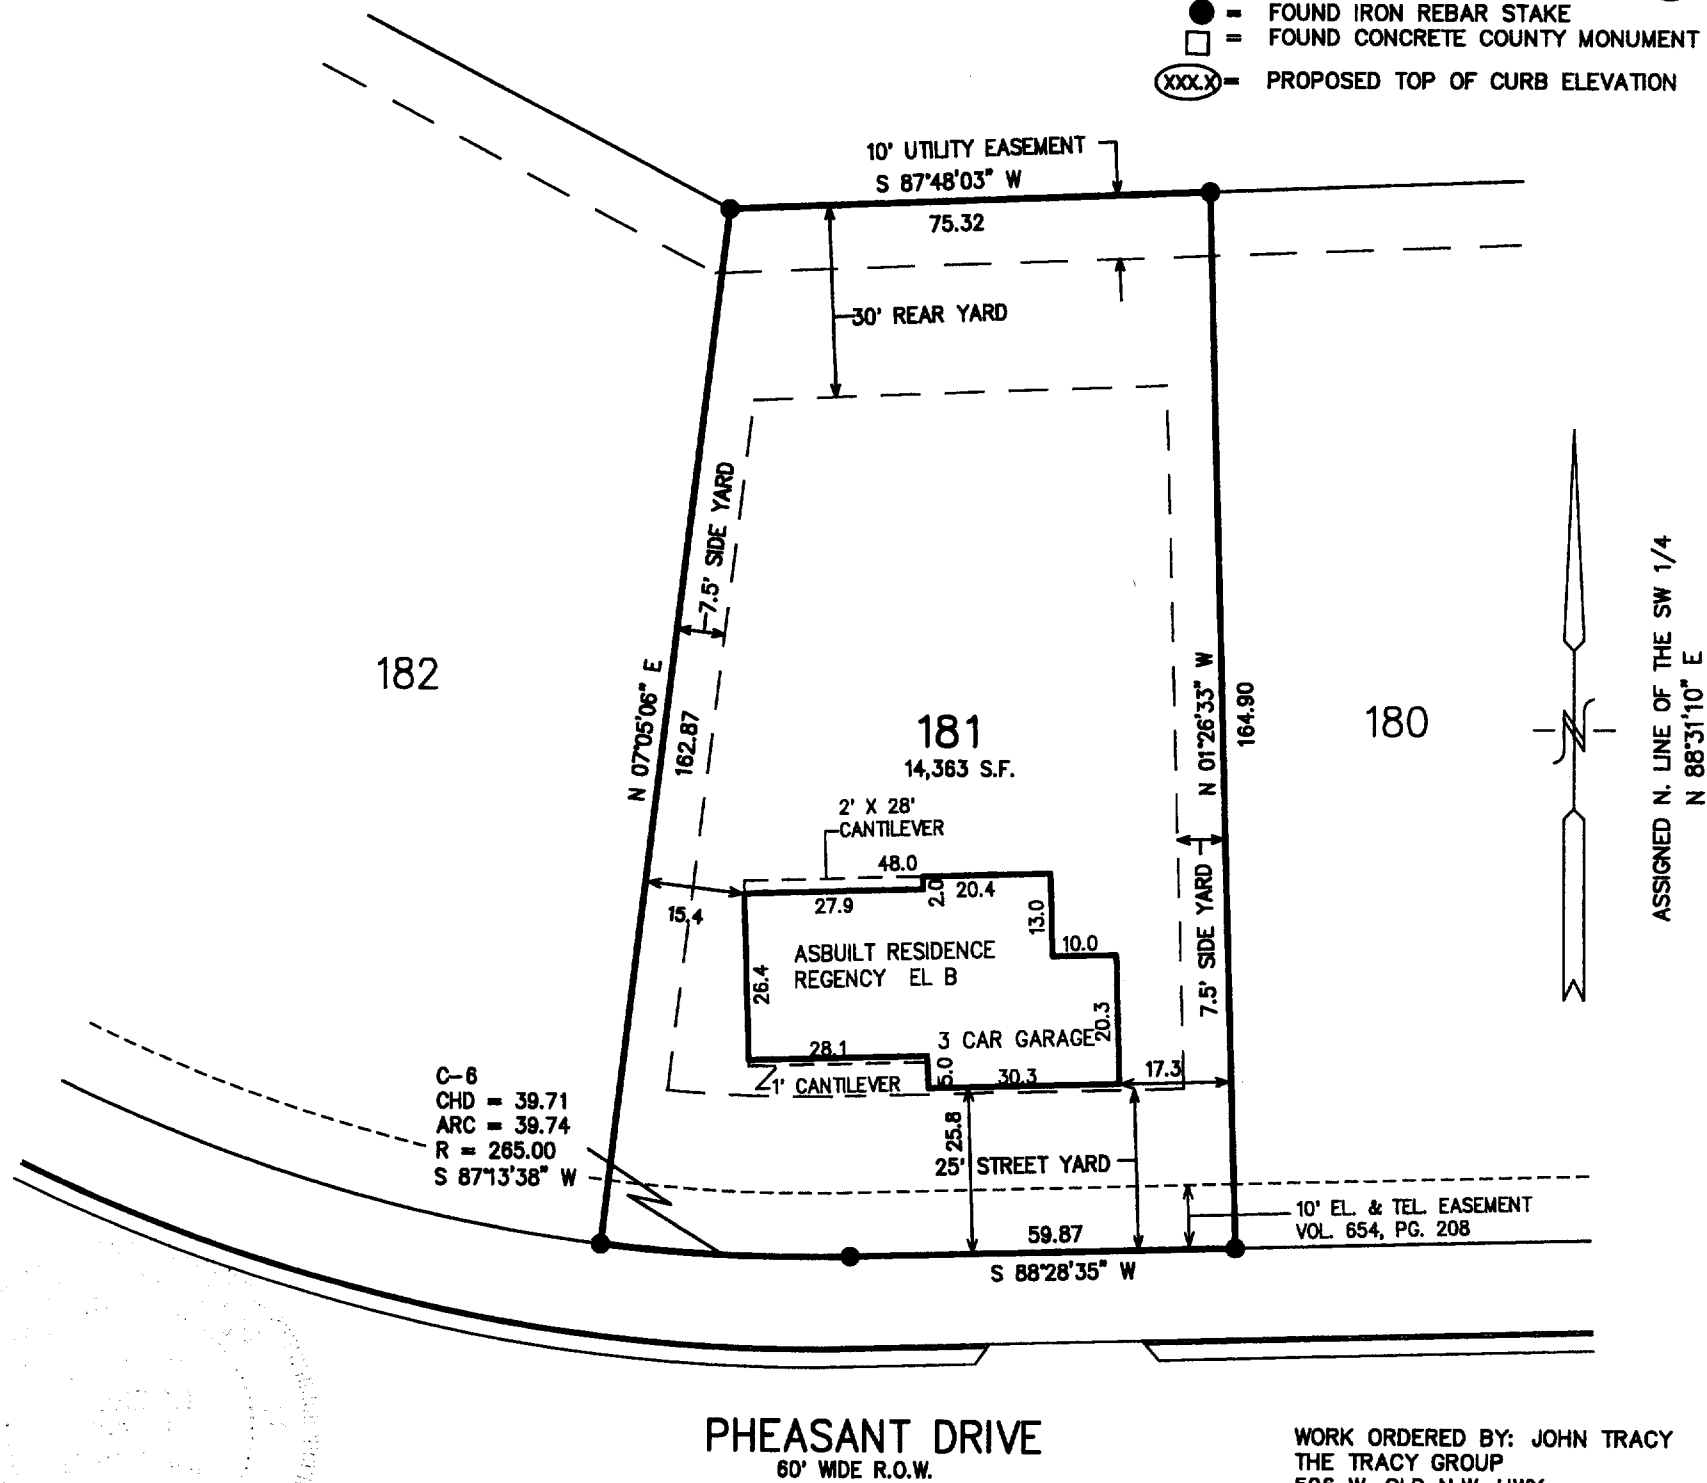 = FOUND IRON REBAR STAKE
= FOUND CONCRETE COUNTY MONUMENT
XXX.X = PROPOSED TOP OF CURB ELEVATION
10' UTILITY EASEMENT
S 87°48'03" W
75.32
30' REAR YARD
7.5' SIDE YARD
N 07°05'06" E
162.87
182
181
14,363 S.F.
180
N 01°26'33" W
164.90
7.5' SIDE YARD
ASSIGNED N. LINE OF THE SW 1/4
N 88°31'10" E
N
2' X 28'
CANTILEVER
48.0
27.9
2.0
20.4
13.0
10.0
15.4
26.4
ASBUILT RESIDENCE
REGENCY EL B
20.3
3 CAR GARAGE
28.1
5.0
30.3
17.3
1' CANTILEVER
25.8
25' STREET YARD
C-6
CHD = 39.71
ARC = 39.74
R = 265.00
S 87°13'38" W
10' EL. & TEL. EASEMENT
VOL. 654, PG. 208
59.87
S 88°28'35" W
PHEASANT DRIVE
60' WIDE R.O.W.
WORK ORDERED BY: JOHN TRACY
THE TRACY GROUP